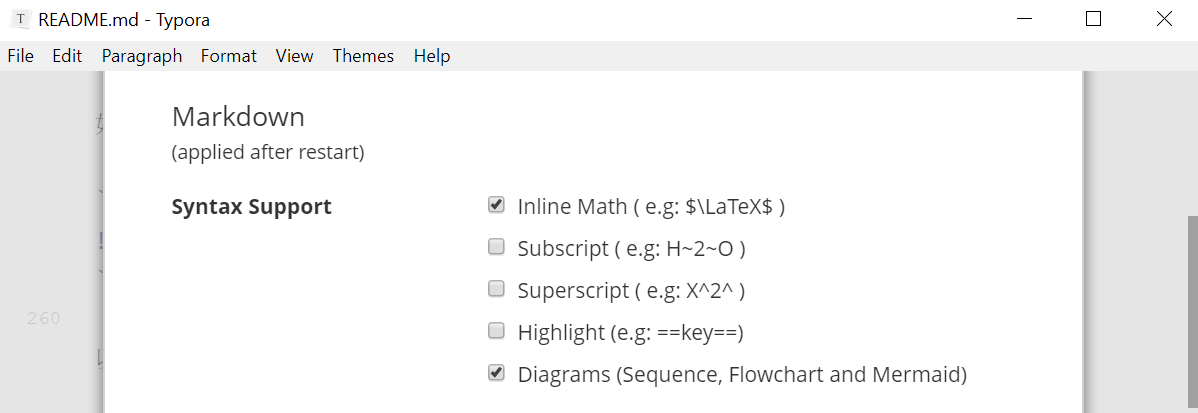 T README.md - Typora
File Edit Paragraph Format View Themes Help
Markdown
(applied after restart)
Syntax Support
Inline Math ( e.g: $\LaTeX$ )
Subscript ( e.g: H~2~O )
Superscript ( e.g: X^2^ )
Highlight (e.g: ==key==)
260
Diagrams (Sequence, Flowchart and Mermaid)